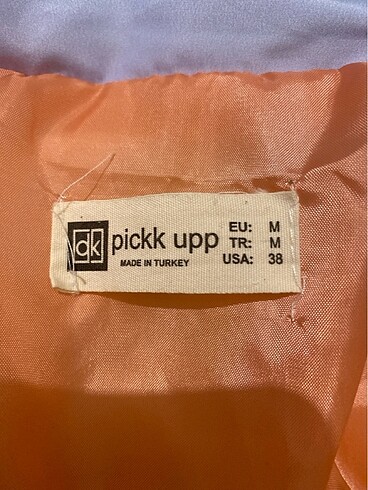 dk pickk upp
MADE IN TURKEY
EU: M
TR: M
USA: 38